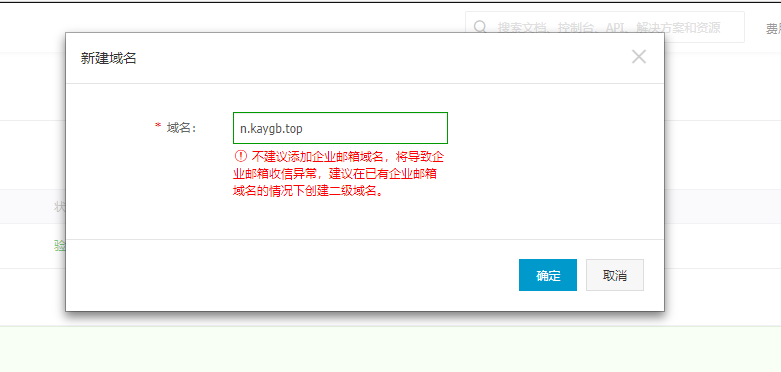 搜索文档、控制台、API、解决方案和资源
费用
新建域名
* 域名:
n.kaygb.top
不建议添加企业邮箱域名，将导致企
业邮箱收信异常，建议在已有企业邮箱
域名的情况下创建二级域名。
状
验
确定
取消